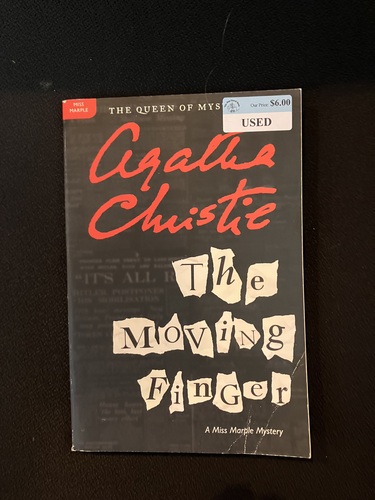 MISS
MARPLE
THE QUEEN OF MYS
Our Price: $6.00
USED
Agatha
Christie
"IT'S ALL
The
Moving
Finger
A Miss Marple Mystery